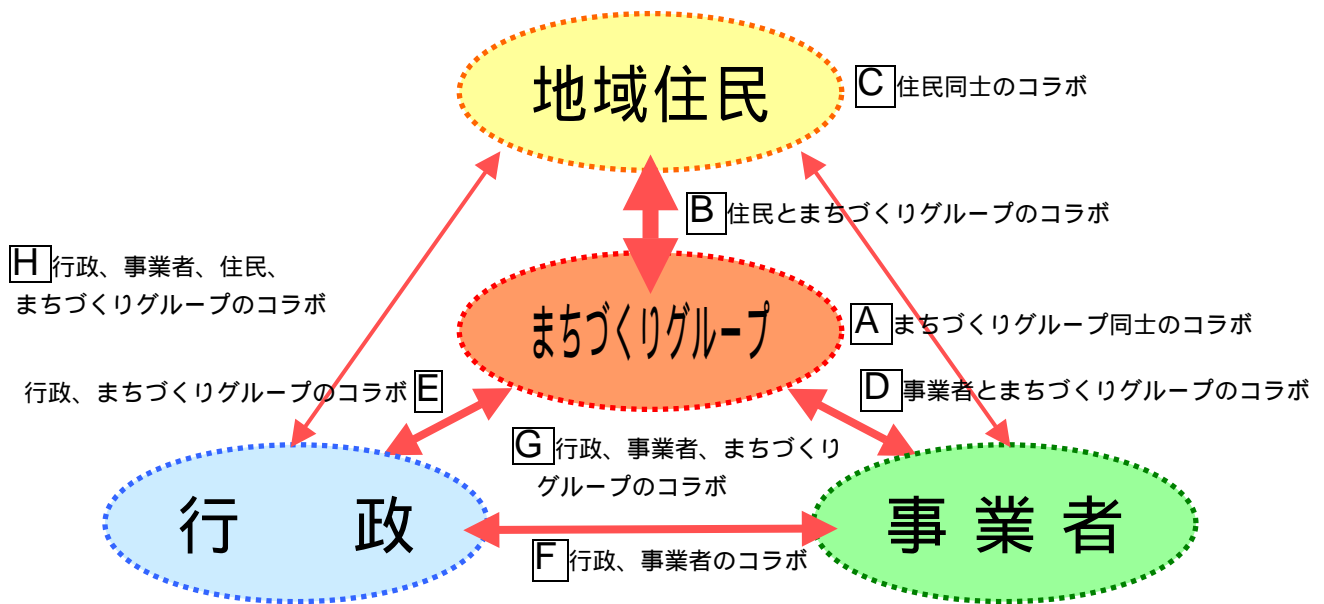 地域住民
C 住民同士のコラボ
B 住民とまちづくりグループのコラボ
H 行政、事業者、住民、
まちづくりグループのコラボ
まちづくりグループ
A まちづくりグループ同士のコラボ
行政、まちづくりグループのコラボ E
D 事業者とまちづくりグループのコラボ
G 行政、事業者、まちづくり
グループのコラボ
行 政
事 業 者
F 行政、事業者のコラボ